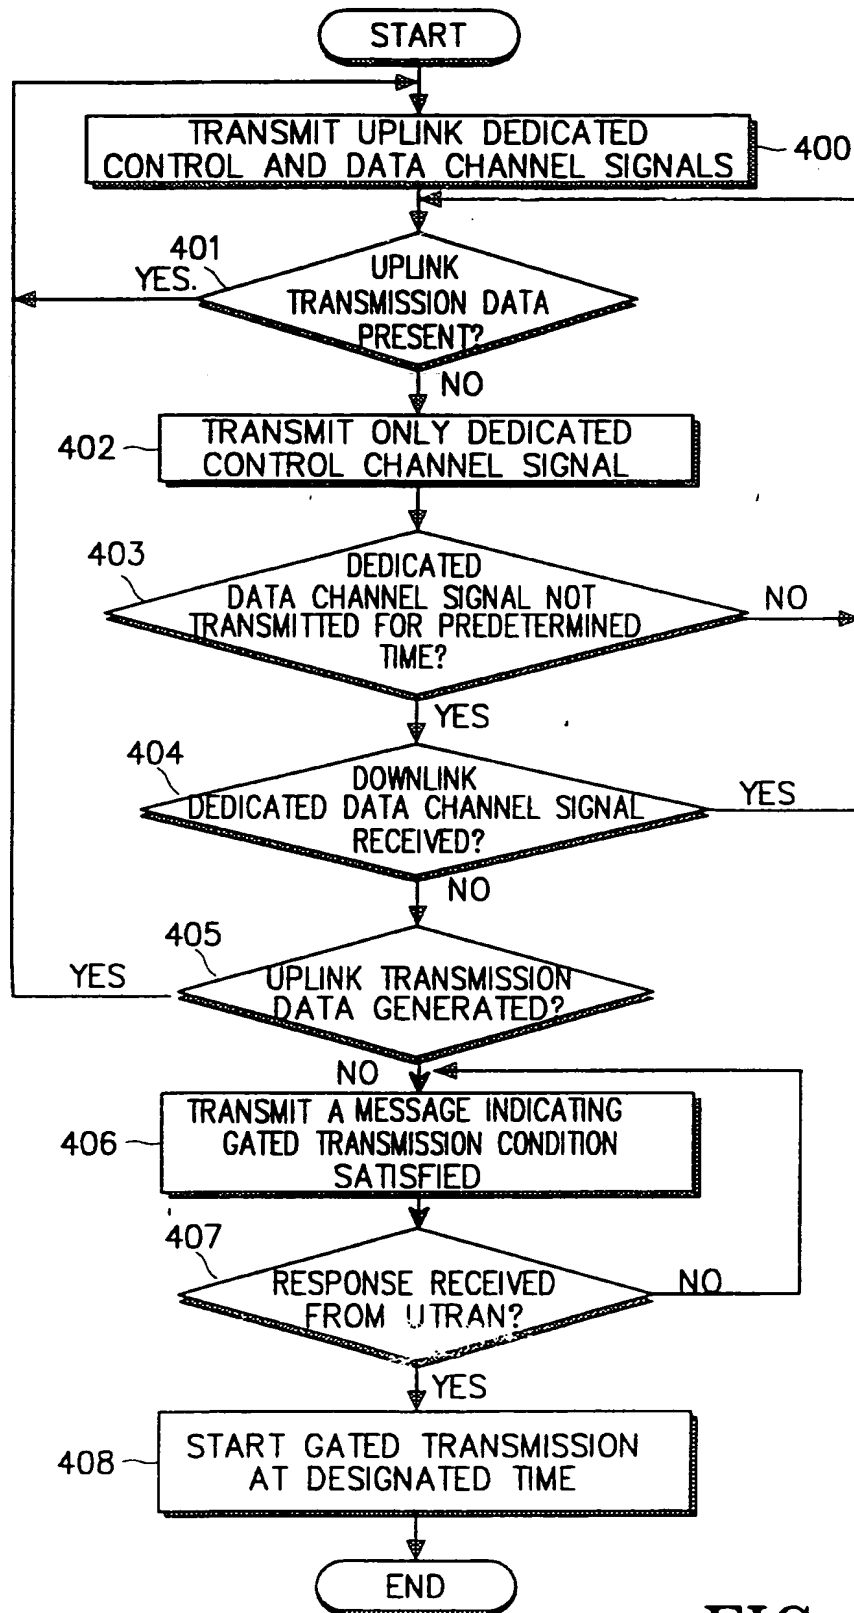 START
TRANSMIT UPLINK DEDICATED
CONTROL AND DATA CHANNEL SIGNALS
400
401
YES.
UPLINK
TRANSMISSION DATA
PRESENT?
NO
402
TRANSMIT ONLY DEDICATED
CONTROL CHANNEL SIGNAL
403
DEDICATED
DATA CHANNEL SIGNAL NOT
TRANSMITTED FOR PREDETERMINED
TIME?
NO
YES
404
DOWNLINK
DEDICATED DATA CHANNEL SIGNAL
RECEIVED?
YES
NO
405
YES
UPLINK TRANSMISSION
DATA GENERATED?
NO
406
TRANSMIT A MESSAGE INDICATING
GATED TRANSMISSION CONDITION
SATISFIED
407
RESPONSE RECEIVED
FROM UTRAN?
NO
YES
408
START GATED TRANSMISSION
AT DESIGNATED TIME
END